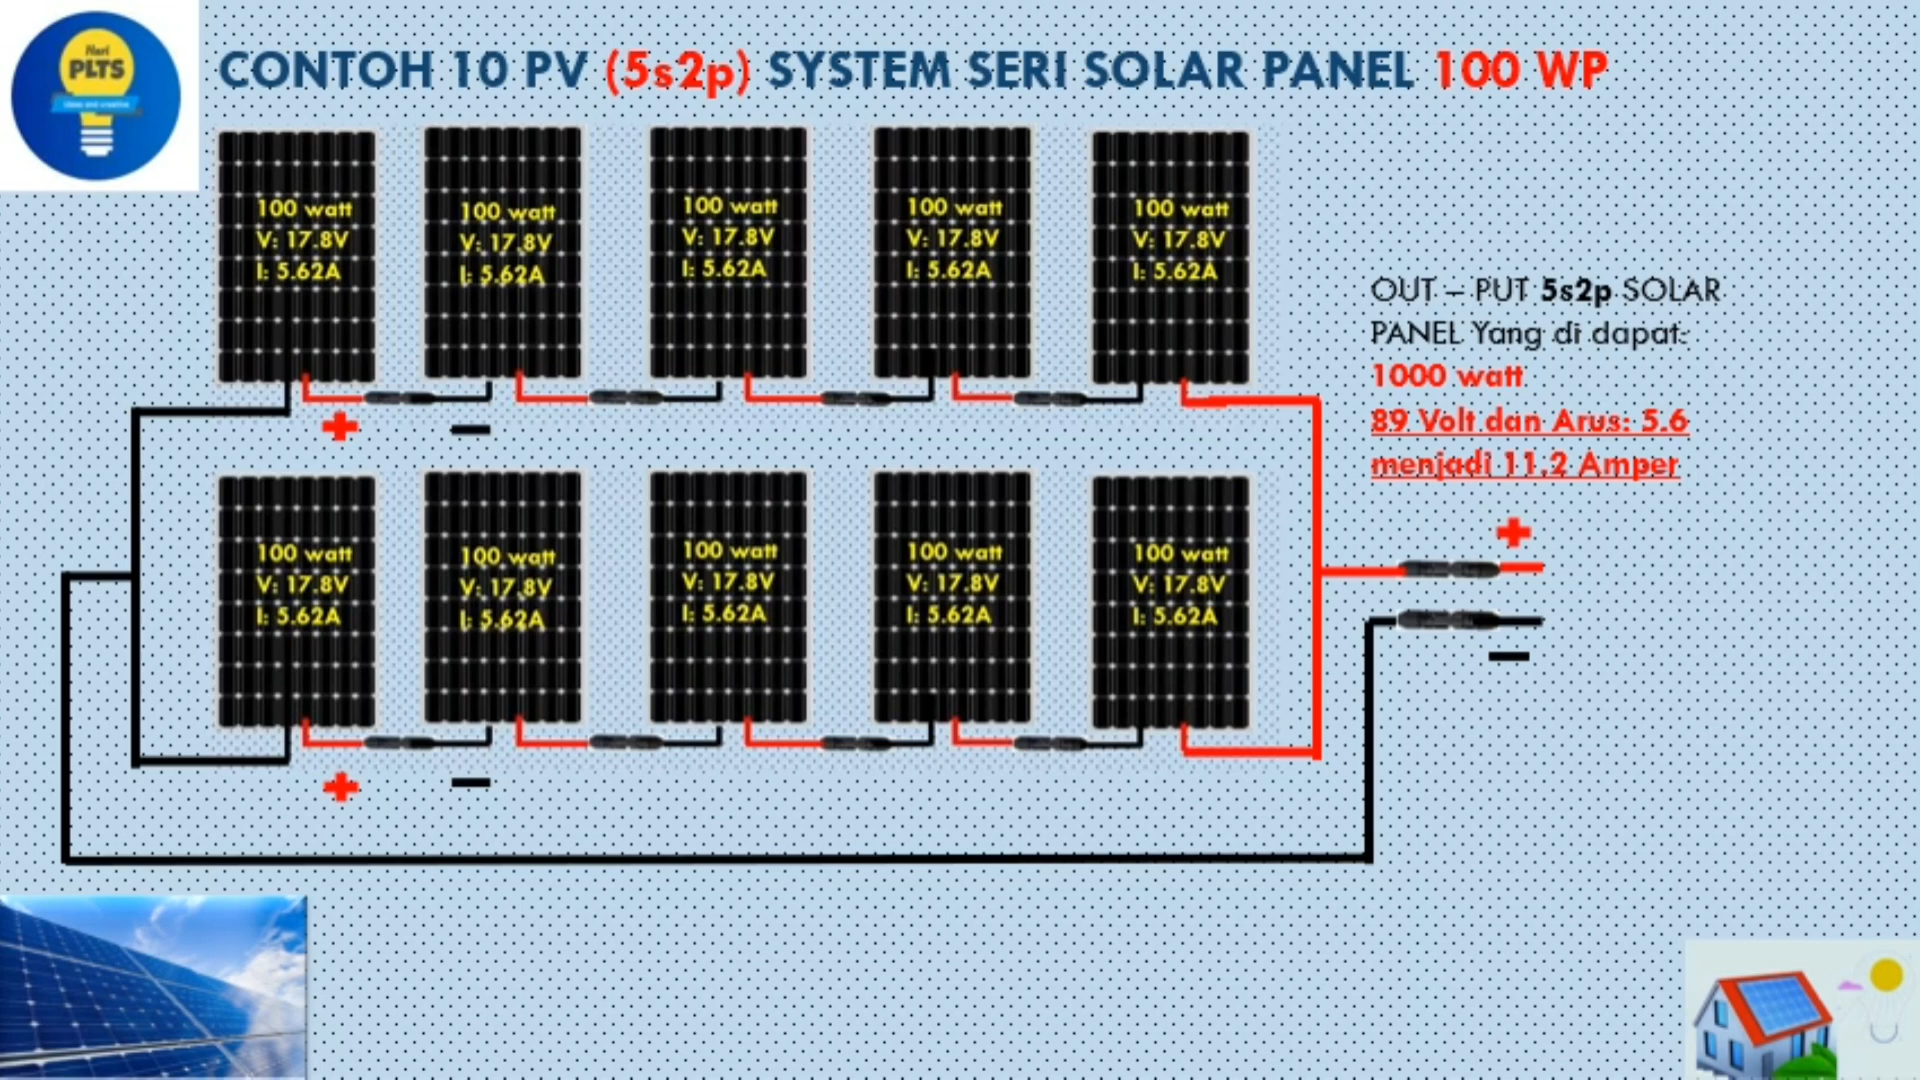 Hari
PLTS
ideas and creative
CONTOH 10 PV (5s2p) SYSTEM SERI SOLAR PANEL 100 WP
100 watt
V: 17.8V
I: 5.62A
100 watt
V: 17.8V
I: 5.62A
100 watt
V: 17.8V
I: 5.62A
100 watt
V: 17.8V
I: 5.62A
100 watt
V: 17.8V
I: 5.62A
OUT – PUT 5s2p SOLAR
PANEL Yang di dapat:
1000 watt
89 Volt dan Arus: 5.6
menjadi 11,2 Amper
+
−
100 watt
V: 17.8V
I: 5.62A
100 watt
V: 17.8V
I: 5.62A
100 watt
V: 17.8V
I: 5.62A
100 watt
V: 17.8V
I: 5.62A
100 watt
V: 17.8V
I: 5.62A
+
−
+
−